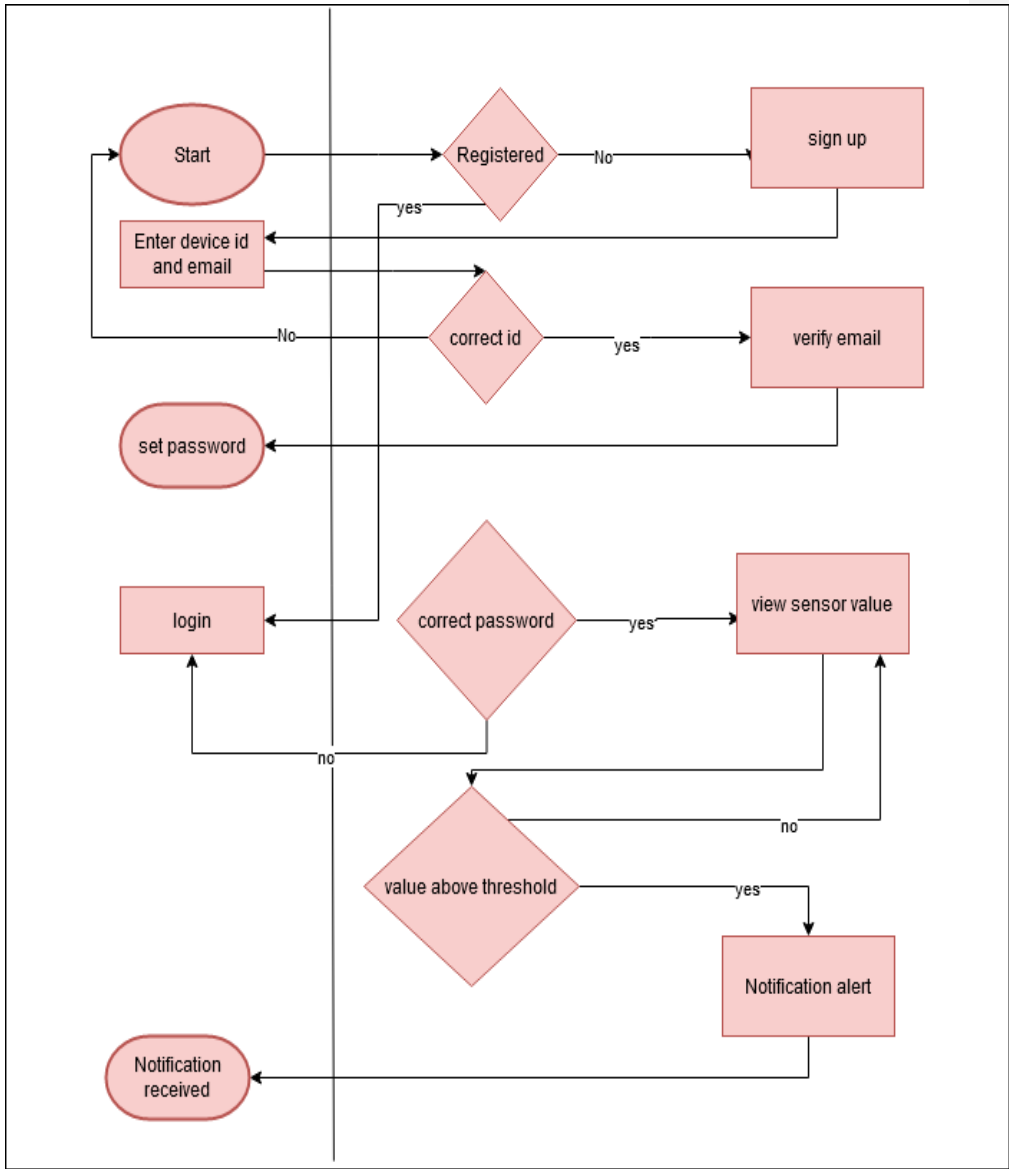 Start
Registered
No
sign up
yes
Enter device id
and email
No
correct id
yes
verify email
set password
login
correct password
yes
view sensor value
no
no
value above threshold
yes
Notification alert
Notification
received